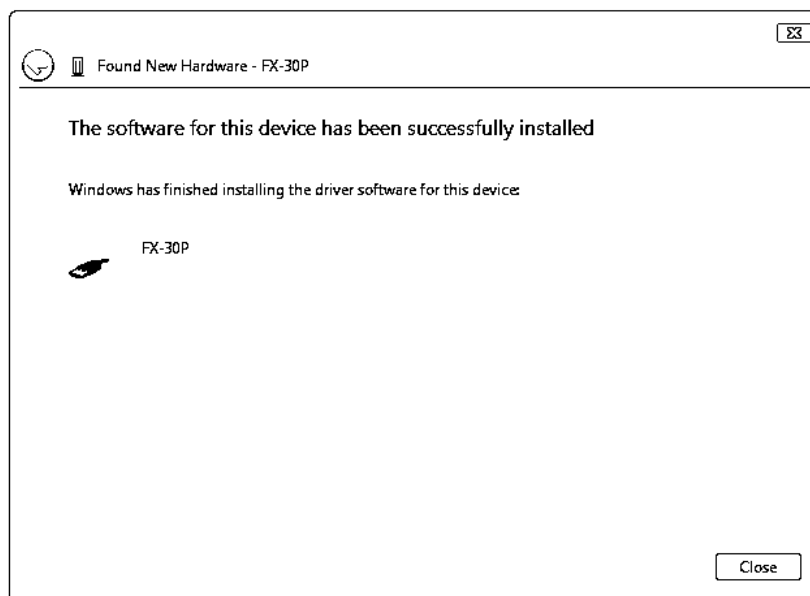 Found New Hardware - FX-30P
The software for this device has been successfully installed
Windows has finished installing the driver software for this device:
FX-30P
Close